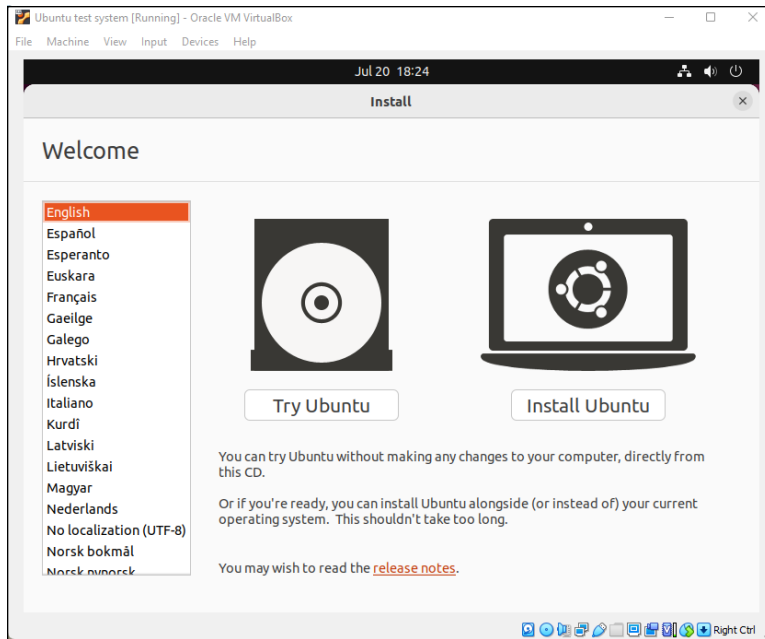 Ubuntu test system [Running] - Oracle VM VirtualBox
File Machine View Input Devices Help
Jul 20 18:24
Install
Welcome
English
Español
Esperanto
Euskara
Français
Gaeilge
Galego
Hrvatski
Íslenska
Italiano
Kurdî
Latviski
Lietuviškai
Magyar
Nederlands
No localization (UTF-8)
Norsk bokmål
Norsk nynorsk
Try Ubuntu
Install Ubuntu
You can try Ubuntu without making any changes to your computer, directly from
this CD.
Or if you're ready, you can install Ubuntu alongside (or instead of) your current
operating system. This shouldn't take too long.
You may wish to read the release notes.
Right Ctrl